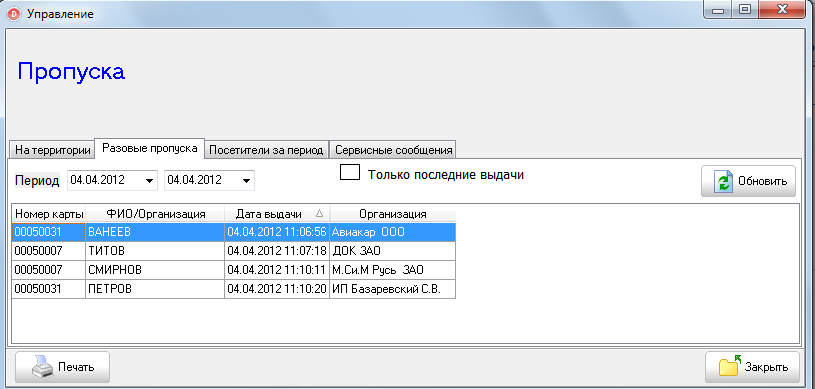 Управление
Пропуска
На территории Разовые пропуска Посетители за период Сервисные сообщения
Период 04.04.2012 04.04.2012 Только последние выдачи Обновить
Номер карты ФИО/Организация Дата выдачи Организация
00050031 ВАНЕЕВ 04.04.2012 11:06:56 Авиакар ООО
00050007 ТИТОВ 04.04.2012 11:07:18 ДОК ЗАО
00050007 СМИРНОВ 04.04.2012 11:10:11 М.Си.М Русь ЗАО
00050031 ПЕТРОВ 04.04.2012 11:10:20 ИП Базаревский С.В.
Печать Закрыть